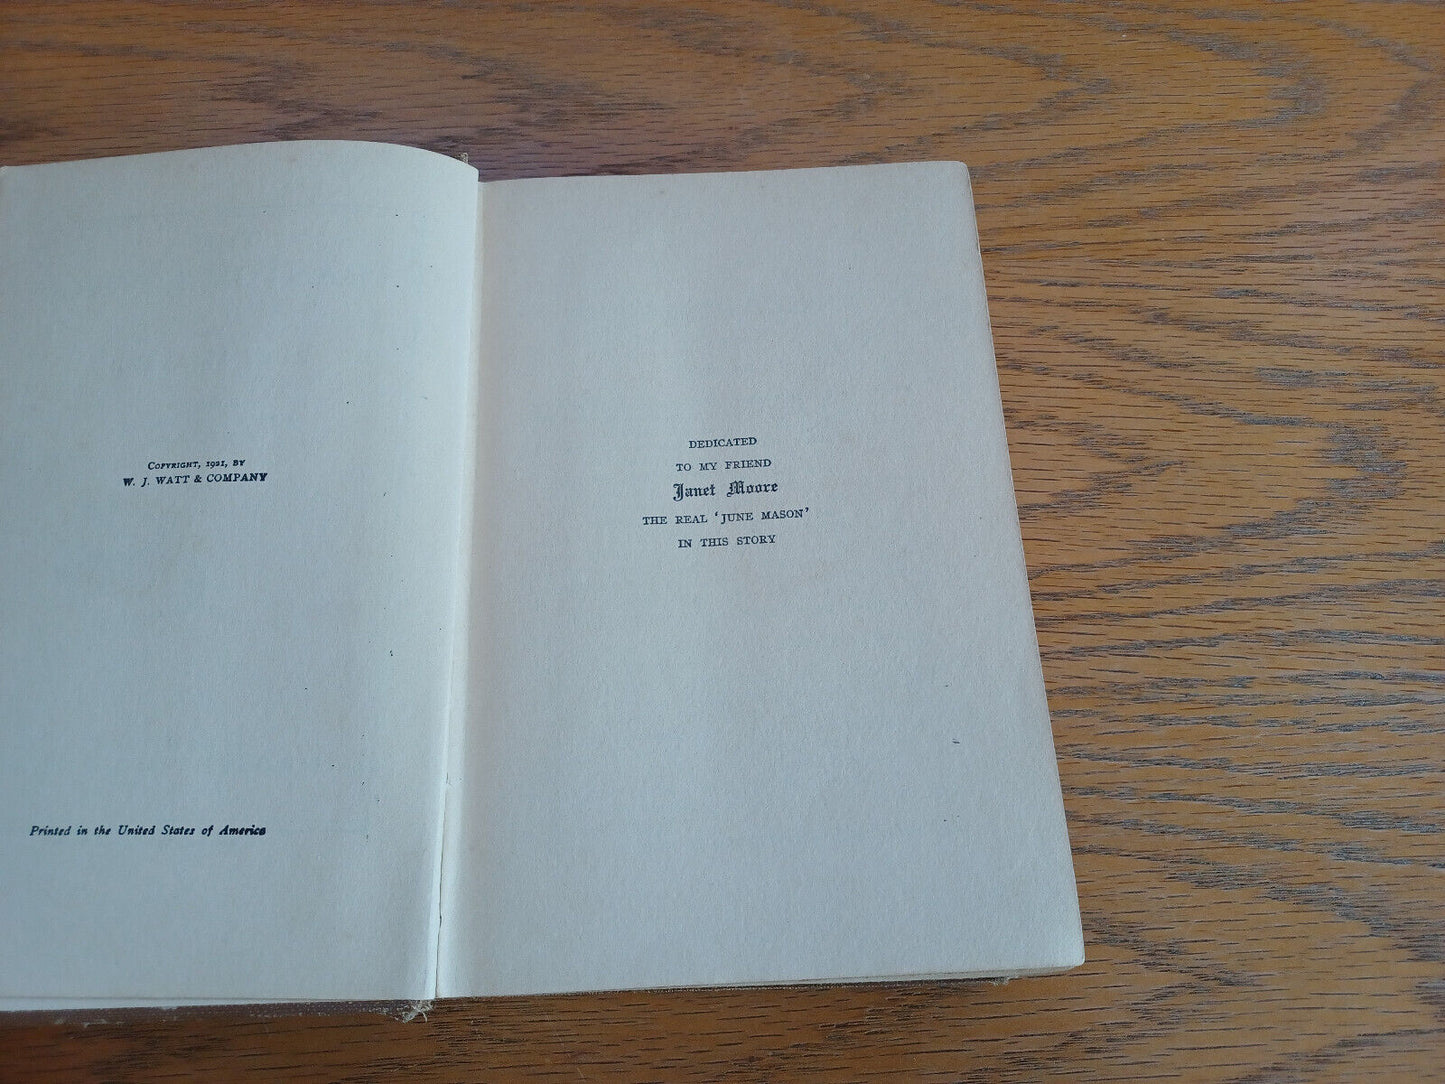 COPYRIGHT, 1921, BY
W. J. WATT & COMPANY
Printed in the United States of America
DEDICATED
TO MY FRIEND
Janet Moore
THE REAL ‘JUNE MASON’
IN THIS STORY